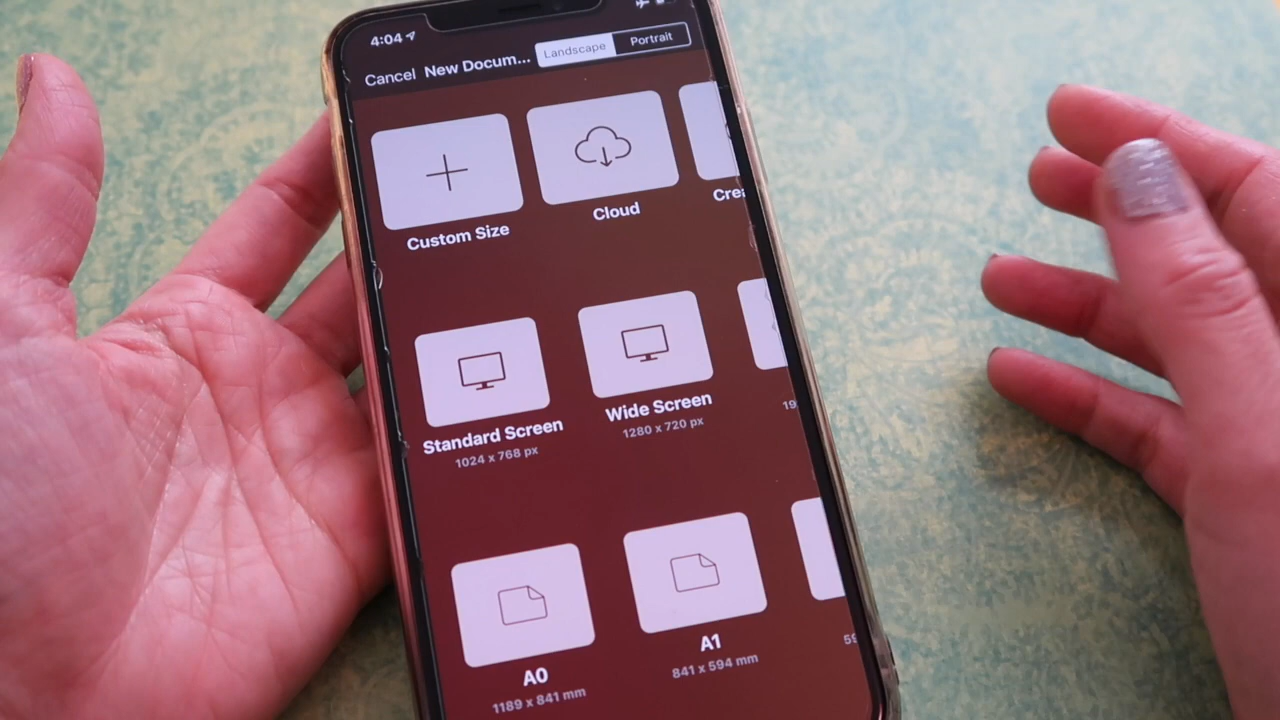 4:04
Cancel New Docum... Landscape Portrait
Custom Size
Cloud
Standard Screen
1024 x 768 px
Wide Screen
1280 x 720 px
A0
1189 x 841 mm
A1
841 x 594 mm